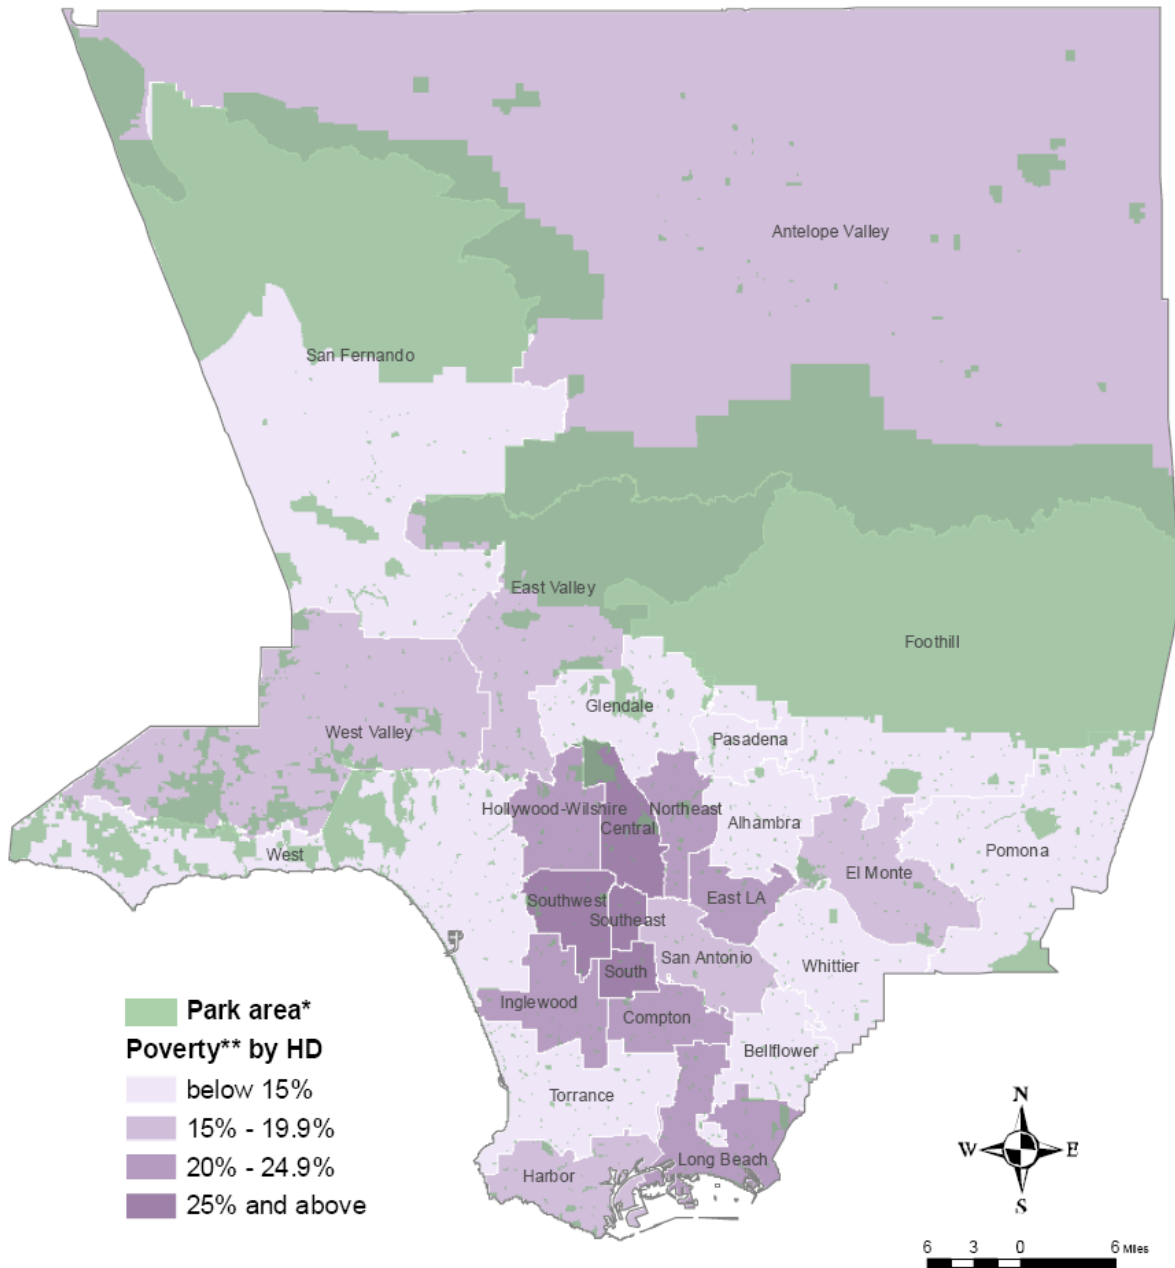 Antelope Valley
San Fernando
East Valley
Foothill
Glendale
West Valley
Pasadena
Hollywood-Wilshire
Northeast
Central
Alhambra
West
Pomona
El Monte
East LA
Southwest
Southeast
San Antonio
Whittier
South
Inglewood
Compton
Bellflower
Torrance
Long Beach
Harbor
Park area*
Poverty** by HD
below 15%
15% - 19.9%
20% - 24.9%
25% and above
N
W E
S
6 3 0 6 Miles